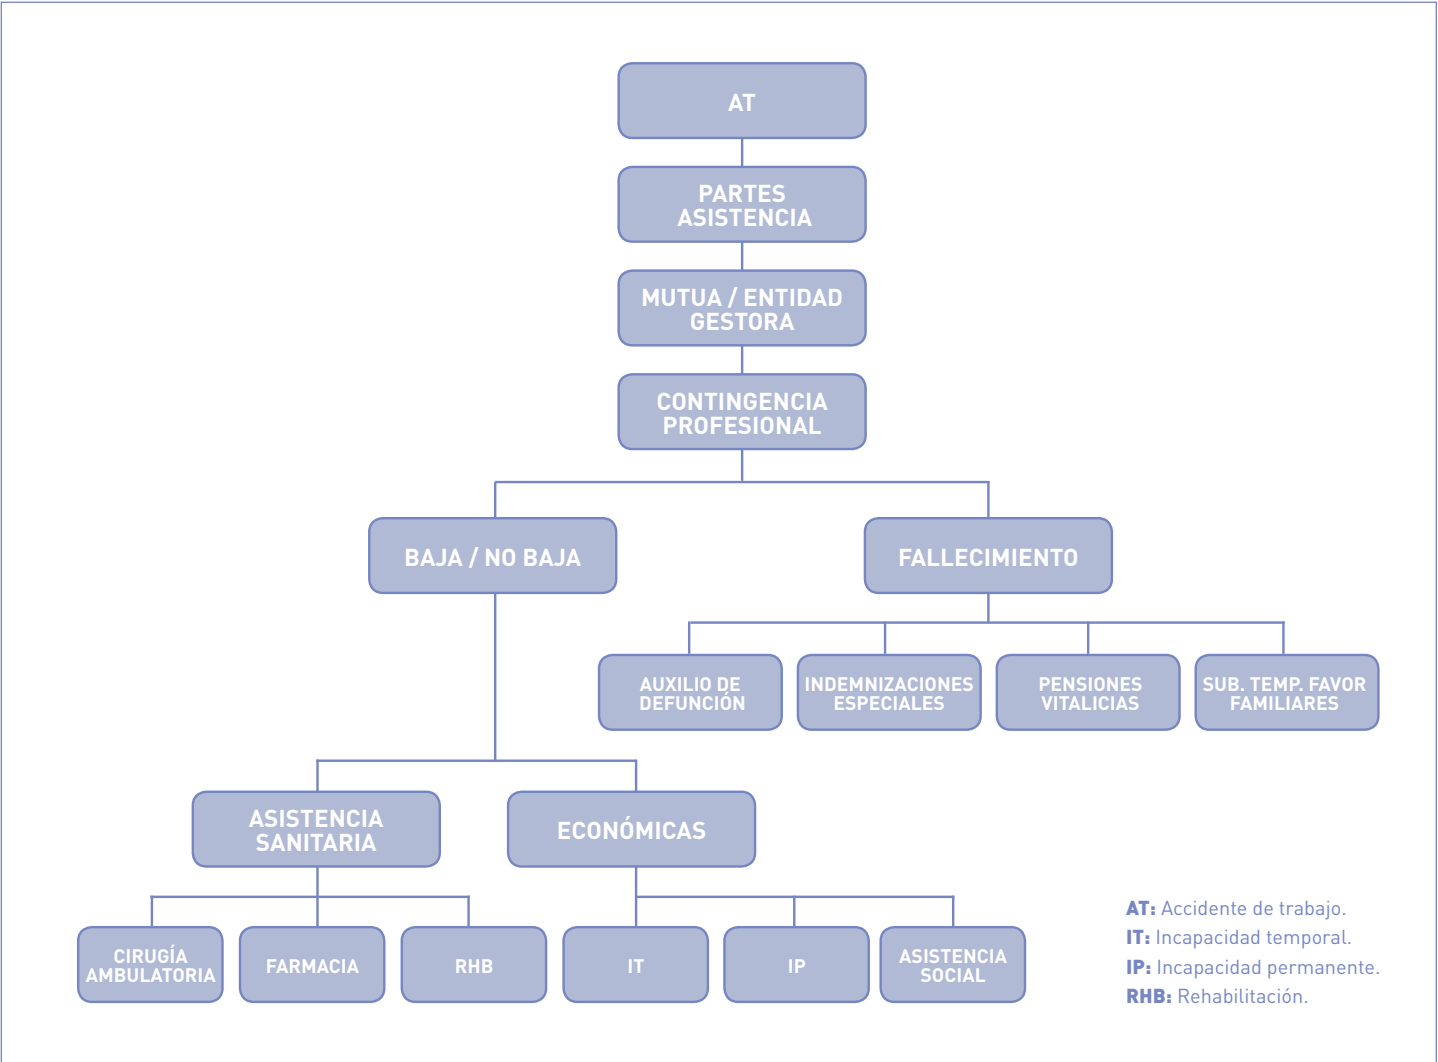 AT
PARTES
ASISTENCIA
MUTUA / ENTIDAD
GESTORA
CONTINGENCIA
PROFESIONAL
BAJA / NO BAJA
FALLECIMIENTO
AUXILIO DE
DEFUNCIÓN
INDEMNIZACIONES
ESPECIALES
PENSIONES
VITALICIAS
SUB. TEMP. FAVOR
FAMILIARES
ASISTENCIA
SANITARIA
ECONÓMICAS
CIRUGÍA
AMBULATORIA
FARMACIA
RHB
IT
IP
ASISTENCIA
SOCIAL
AT: Accidente de trabajo.
IT: Incapacidad temporal.
IP: Incapacidad permanente.
RHB: Rehabilitación.